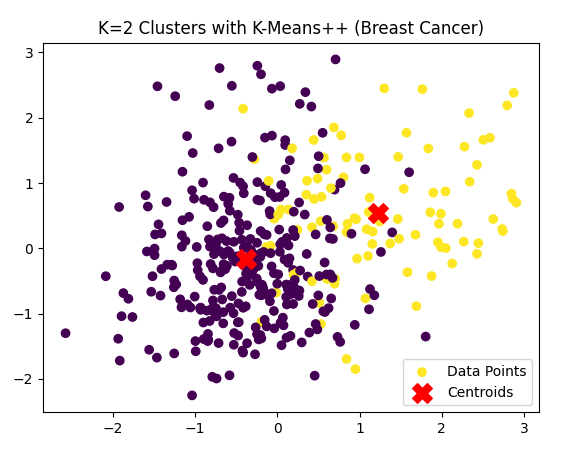 K=2 Clusters with K-Means++ (Breast Cancer)
3
2
1
0
−1
−2
−2 −1 0 1 2 3
Data Points
Centroids